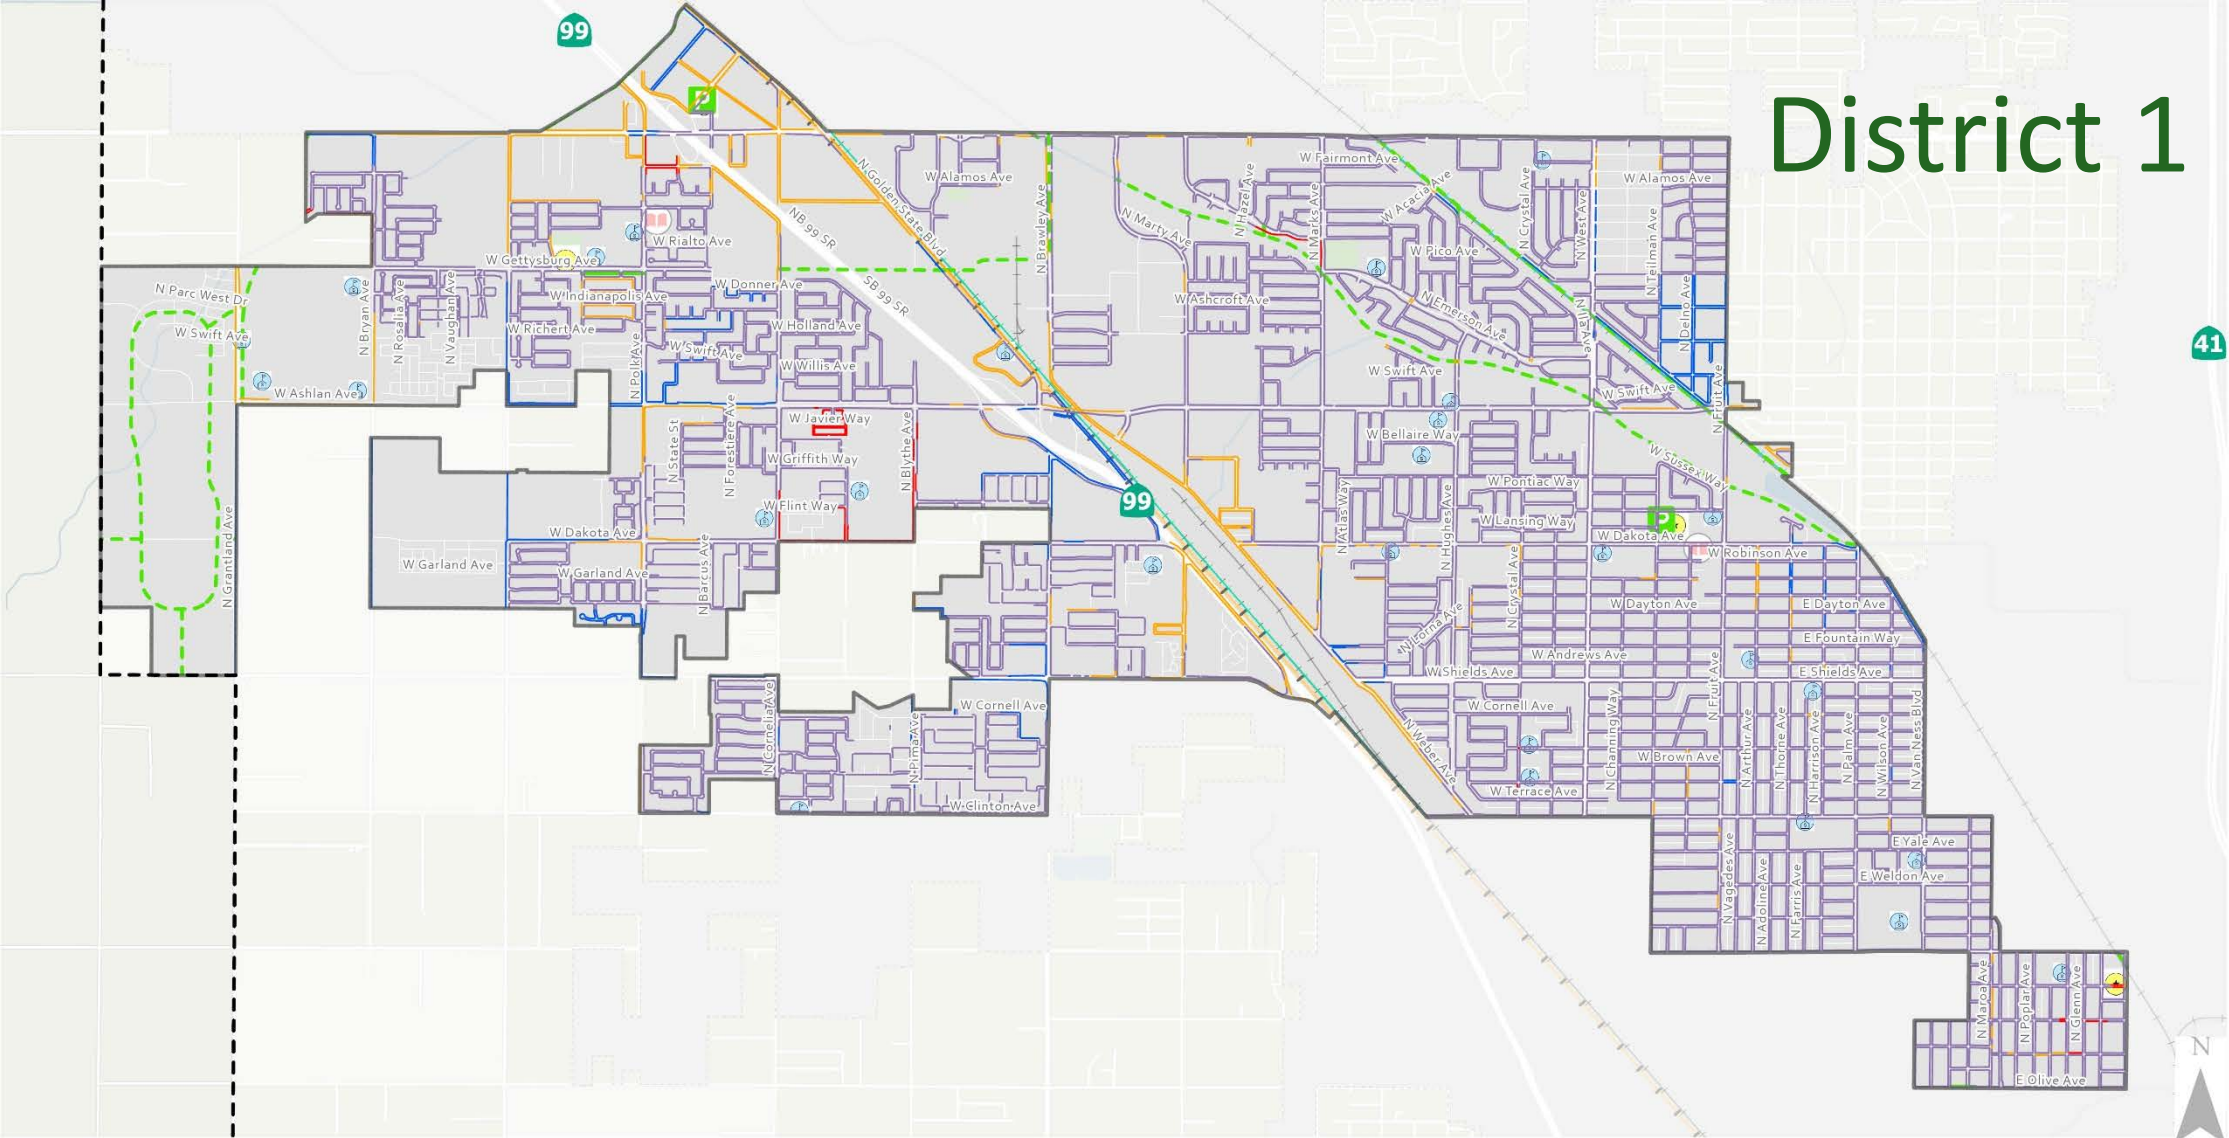 99
District 1
W Fairmont Ave
W Alamos Ave
W Alamos Ave
W Acacia Ave
N Golden State Blvd
N Brawley Ave
N Hazel Ave
N Marks Ave
N Crystal Ave
N West Ave
N Tellman Ave
N Marty Ave
NB 99 SR
W Rialto Ave
W Pico Ave
W Gettysburg Ave
W Donner Ave
SB 99 SR
N Parc West Dr
W Indianapolis Ave
W Ashcroft Ave
N Emerson Ave
N Delno Ave
N Bryan Ave
N Rosalia Ave
N Vaughan Ave
W Swift Ave
W Richert Ave
W Holland Ave
N Polk Ave
W Swift Ave
W Willis Ave
W Swift Ave
41
W Ashlan Ave
W Swift Ave
N Fruit Ave
W Javier Way
N State St
N Forestiere Ave
N Blythe Ave
W Bellaire Way
W Griffith Way
W Sussex Way
W Pontiac Way
99
W Flint Way
N Atlas Way
N Hughes Ave
W Lansing Way
W Dakota Ave
W Dakota Ave
W Robinson Ave
N Grantland Ave
W Garland Ave
W Garland Ave
N Barcus Ave
N Crystal Ave
W Dayton Ave
E Dayton Ave
N Lorna Ave
E Fountain Way
W Andrews Ave
W Shields Ave
E Shields Ave
N Fruit Ave
N Cornelia Ave
N Pima Ave
W Cornell Ave
W Cornell Ave
N Weber Ave
N Channing Way
N Arthur Ave
N Thorne Ave
N Harrison Ave
N Palm Ave
N Wilson Ave
N Van Ness Blvd
W Brown Ave
W Terrace Ave
W Clinton Ave
E Yale Ave
E Weldon Ave
N Vagedes Ave
N Adoline Ave
N Farris Ave
N Maroa Ave
N Poplar Ave
N Glenn Ave
E Olive Ave
N